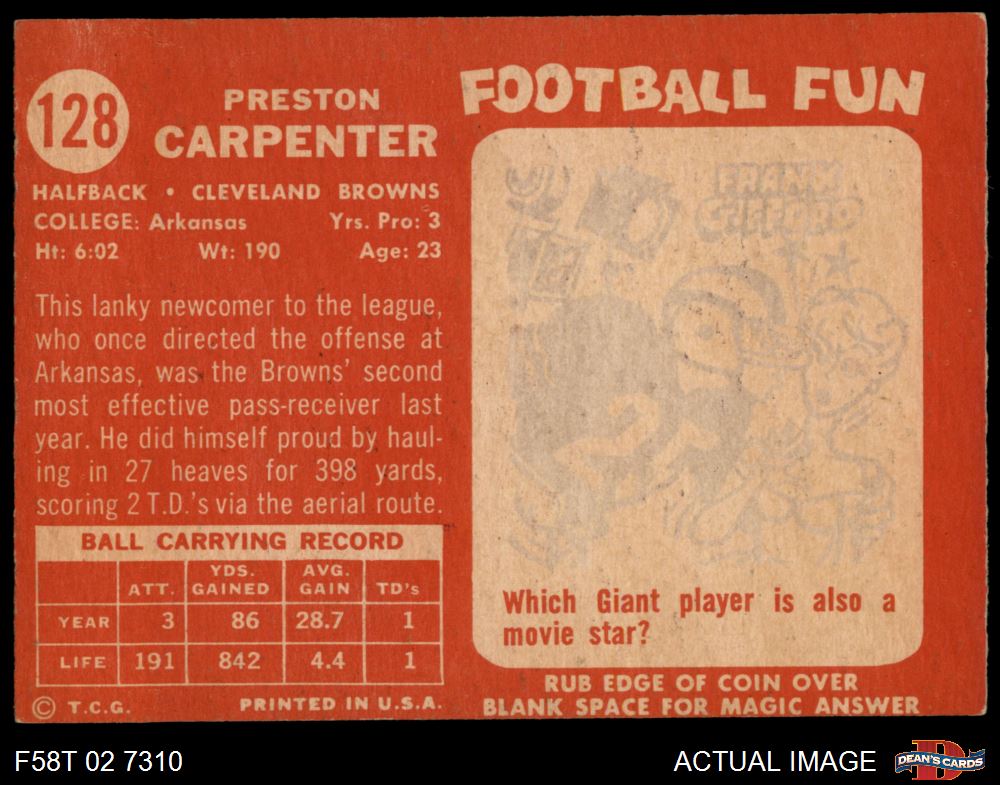 128
PRESTON
CARPENTER
HALFBACK • CLEVELAND BROWNS
COLLEGE: Arkansas Yrs. Pro: 3
Ht: 6:02 Wt: 190 Age: 23
This lanky newcomer to the league,
who once directed the offense at
Arkansas, was the Browns' second
most effective pass-receiver last
year. He did himself proud by haul-
ing in 27 heaves for 398 yards,
scoring 2 T.D.'s via the aerial route.
BALL CARRYING RECORD
ATT. YDS. GAINED AVG. GAIN TD's
YEAR 3 86 28.7 1
LIFE 191 842 4.4 1
© T.C.G. PRINTED IN U.S.A.
FOOTBALL FUN
FRANK
GIFFORD
Which Giant player is also a
movie star?
RUB EDGE OF COIN OVER
BLANK SPACE FOR MAGIC ANSWER
F58T 02 7310 ACTUAL IMAGE DEAN'S CARDS